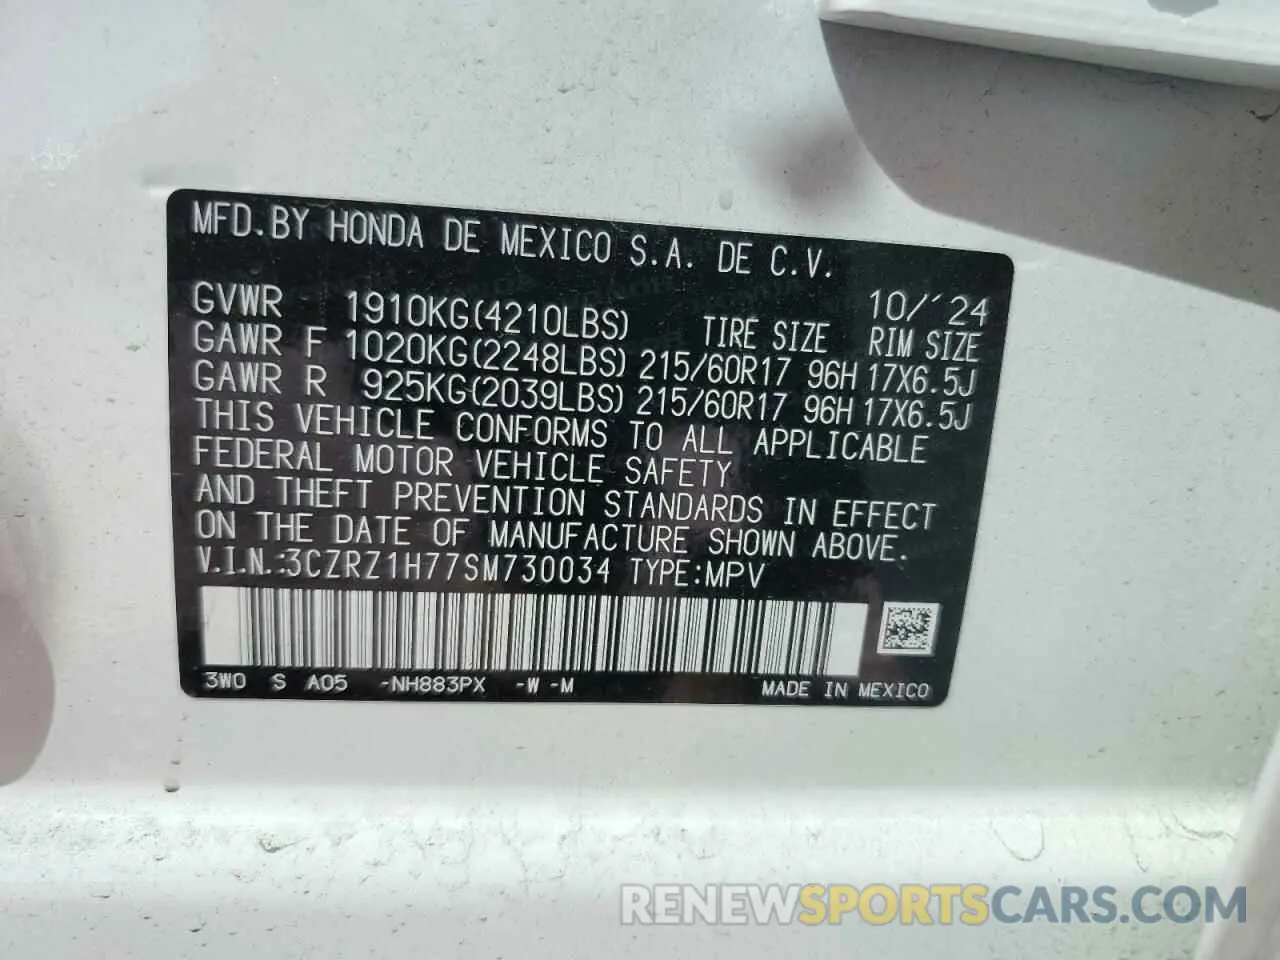 MFD.BY HONDA DE MEXICO S.A. DE C.V.
GVWR 1910KG(4210LBS) TIRE SIZE 10/'24 RIM SIZE
GAWR F 1020KG(2248LBS) 215/60R17 96H 17X6.5J
GAWR R 925KG(2039LBS) 215/60R17 96H 17X6.5J
THIS VEHICLE CONFORMS TO ALL APPLICABLE
FEDERAL MOTOR VEHICLE SAFETY
AND THEFT PREVENTION STANDARDS IN EFFECT
ON THE DATE OF MANUFACTURE SHOWN ABOVE.
V.I.N.:3CZRZ1H77SM730034 TYPE:MPV
3W0 S A05 -NH883PX -W -M MADE IN MEXICO
RENEWSPORTSCARS.COM